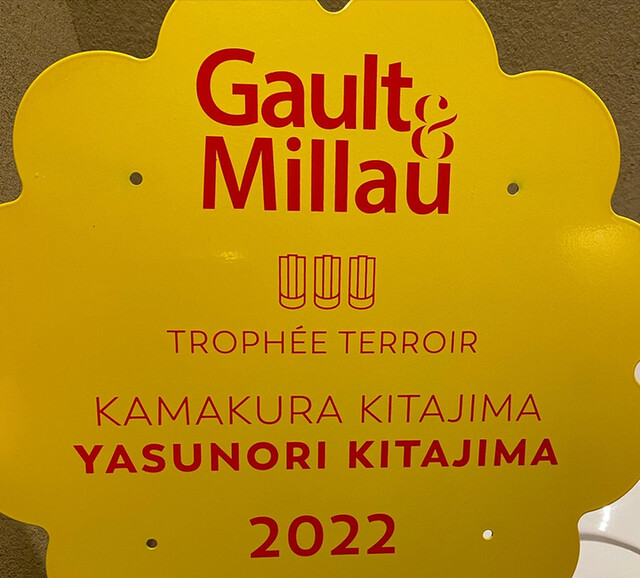 Gault&
Millau
TROPHÉE TERROIR
KAMAKURA KITAJIMA
YASUNORI KITAJIMA
2022